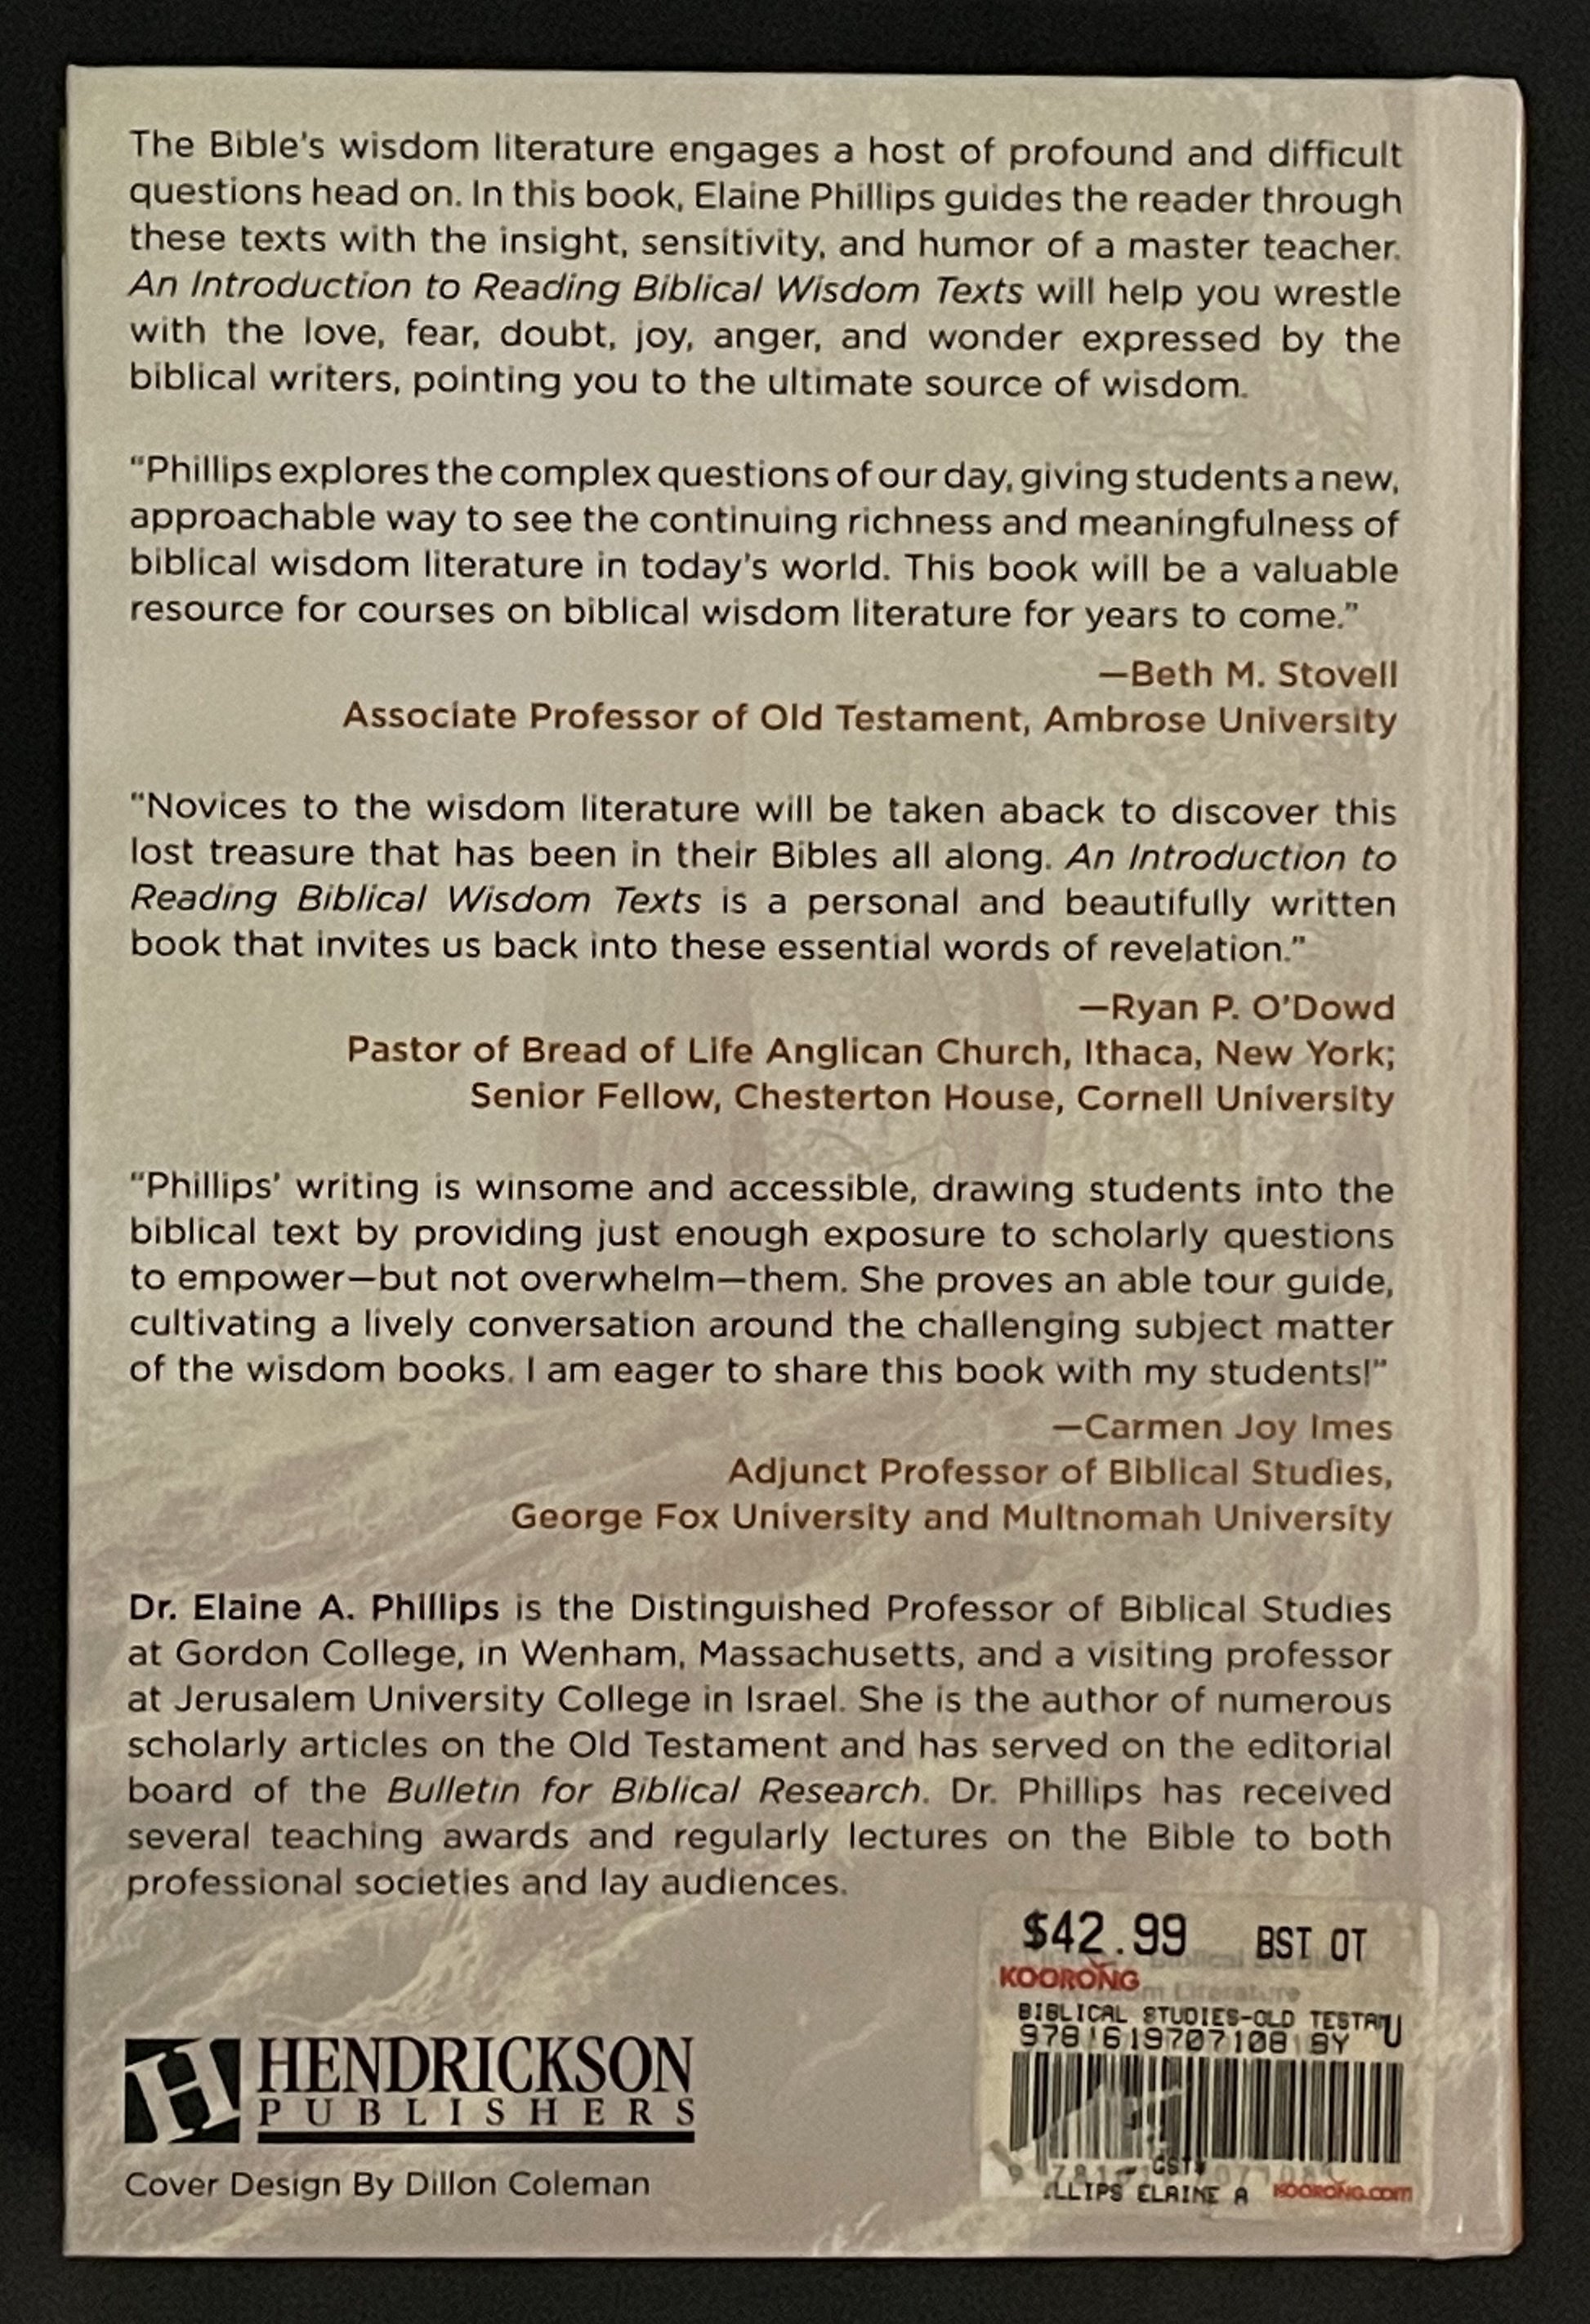 The Bible's wisdom literature engages a host of profound and difficult
questions head on. In this book, Elaine Phillips guides the reader through
these texts with the insight, sensitivity, and humor of a master teacher.
An Introduction to Reading Biblical Wisdom Texts will help you wrestle
with the love, fear, doubt, joy, anger, and wonder expressed by the
biblical writers, pointing you to the ultimate source of wisdom.
“Phillips explores the complex questions of our day, giving students a new,
approachable way to see the continuing richness and meaningfulness of
biblical wisdom literature in today's world. This book will be a valuable
resource for courses on biblical wisdom literature for years to come.”
—Beth M. Stovell
Associate Professor of Old Testament, Ambrose University
“Novices to the wisdom literature will be taken aback to discover this
lost treasure that has been in their Bibles all along. An Introduction to
Reading Biblical Wisdom Texts is a personal and beautifully written
book that invites us back into these essential words of revelation.”
—Ryan P. O'Dowd
Pastor of Bread of Life Anglican Church, Ithaca, New York;
Senior Fellow, Chesterton House, Cornell University
“Phillips' writing is winsome and accessible, drawing students into the
biblical text by providing just enough exposure to scholarly questions
to empower—but not overwhelm—them. She proves an able tour guide,
cultivating a lively conversation around the challenging subject matter
of the wisdom books. I am eager to share this book with my students!”
—Carmen Joy Imes
Adjunct Professor of Biblical Studies,
George Fox University and Multnomah University
Dr. Elaine A. Phillips is the Distinguished Professor of Biblical Studies
at Gordon College, in Wenham, Massachusetts, and a visiting professor
at Jerusalem University College in Israel. She is the author of numerous
scholarly articles on the Old Testament and has served on the editorial
board of the Bulletin for Biblical Research. Dr. Phillips has received
several teaching awards and regularly lectures on the Bible to both
professional societies and lay audiences.
$42.99 BST OT
KOORONG
BIBLICAL STUDIES-OLD TESTAM
9781619707108 BY U
LLIPS ELAINE A KOORONG.com
HENDRICKSON
PUBLISHERS
Cover Design By Dillon Coleman